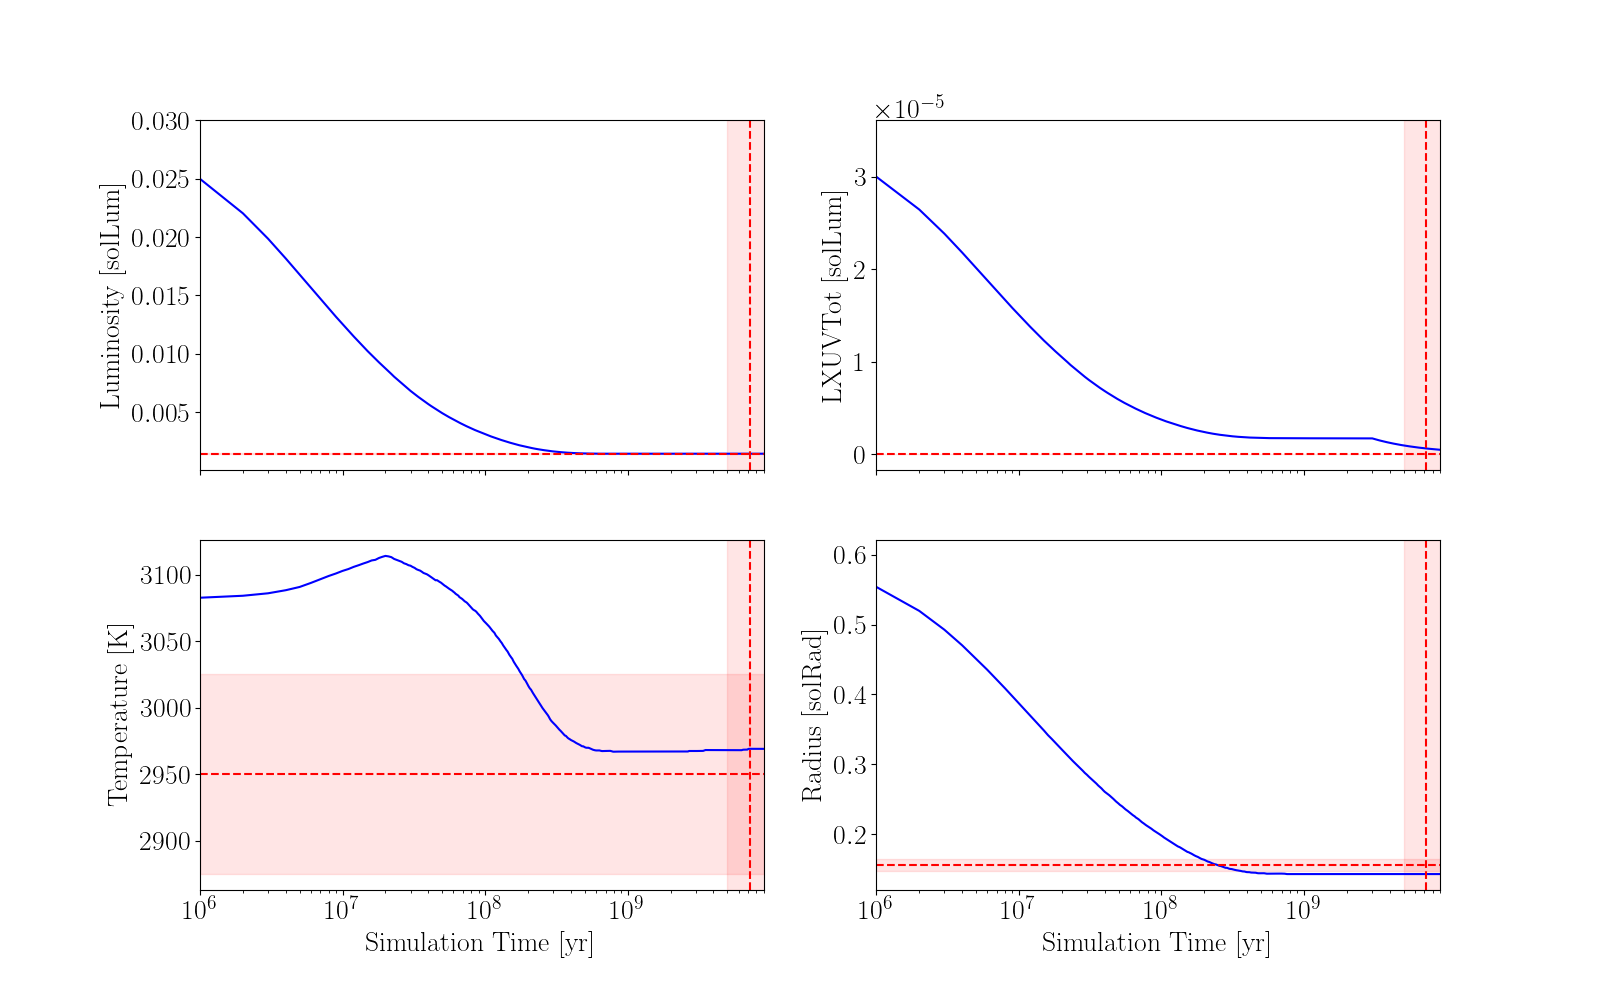 0.030
0.025
0.020
0.015
0.010
0.005
Luminosity [solLum]
×10⁻⁵
3
2
1
0
LXUVTot [solLum]
3100
3050
3000
2950
2900
Temperature [K]
10⁶ 10⁷ 10⁸ 10⁹
Simulation Time [yr]
0.6
0.5
0.4
0.3
0.2
Radius [solRad]
10⁶ 10⁷ 10⁸ 10⁹
Simulation Time [yr]